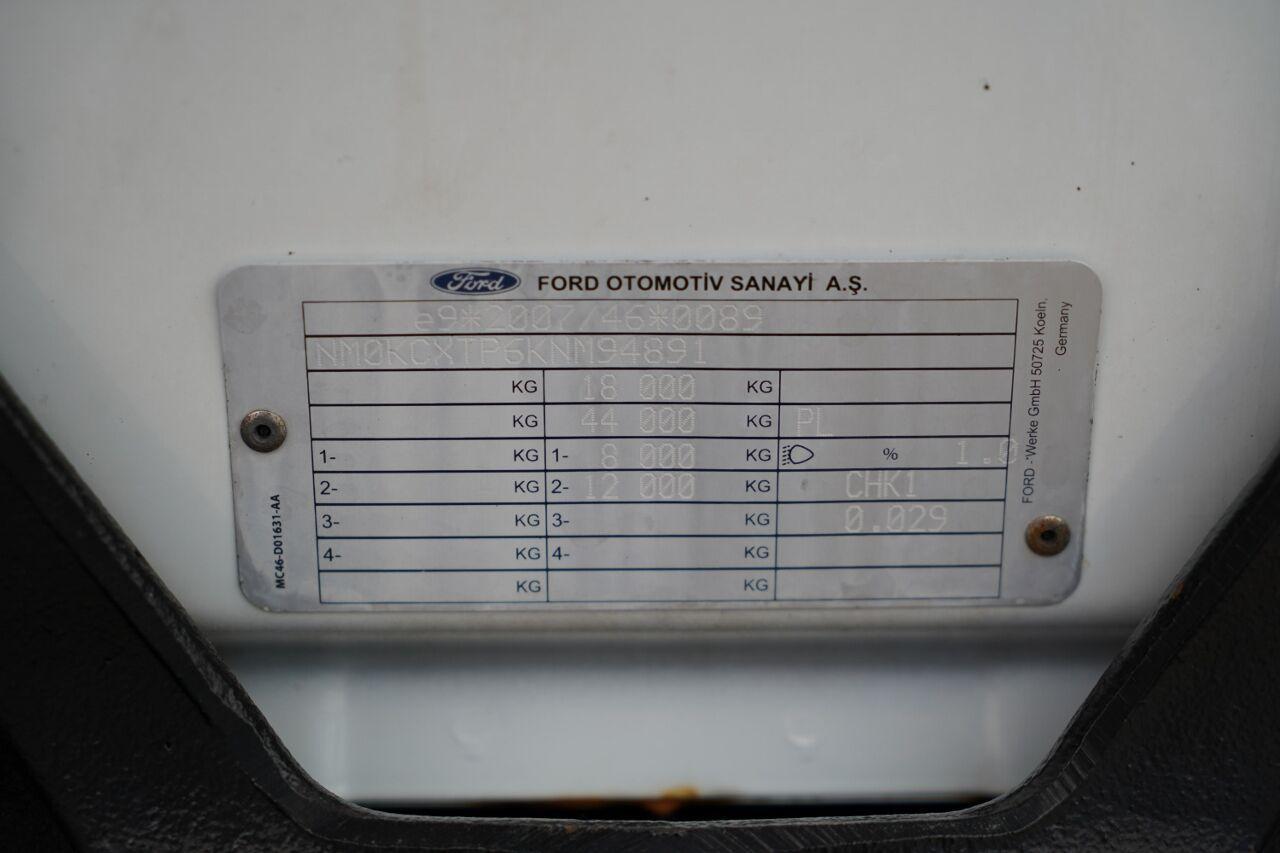 Ford FORD OTOMOTİV SANAYİ A.Ş.
e9*2007/46*0089
NM0KCXTP6KNM94891
KG 18 000 KG
KG 44 000 KG PL
1- KG 1- 8 000 KG % 1.0
2- KG 2- 12 000 KG CHK1
3- KG 3- KG 0.029
4- KG 4- KG
KG KG
MC46-D01631-AA
FORD - Werke GmbH 50725 Koeln,
Germany